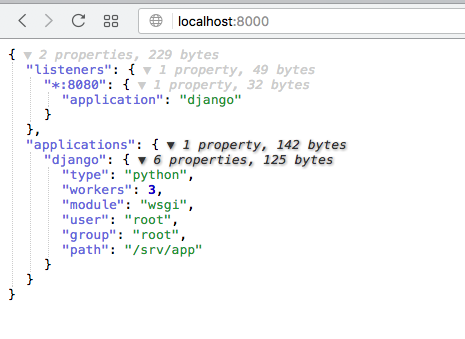 localhost:8000
{ ▼ 2 properties, 229 bytes
"listeners": { ▼ 1 property, 49 bytes
"*:8080": { ▼ 1 property, 32 bytes
"application": "django"
}
},
"applications": { ▼ 1 property, 142 bytes
"django": { ▼ 6 properties, 125 bytes
"type": "python",
"workers": 3,
"module": "wsgi",
"user": "root",
"group": "root",
"path": "/srv/app"
}
}
}